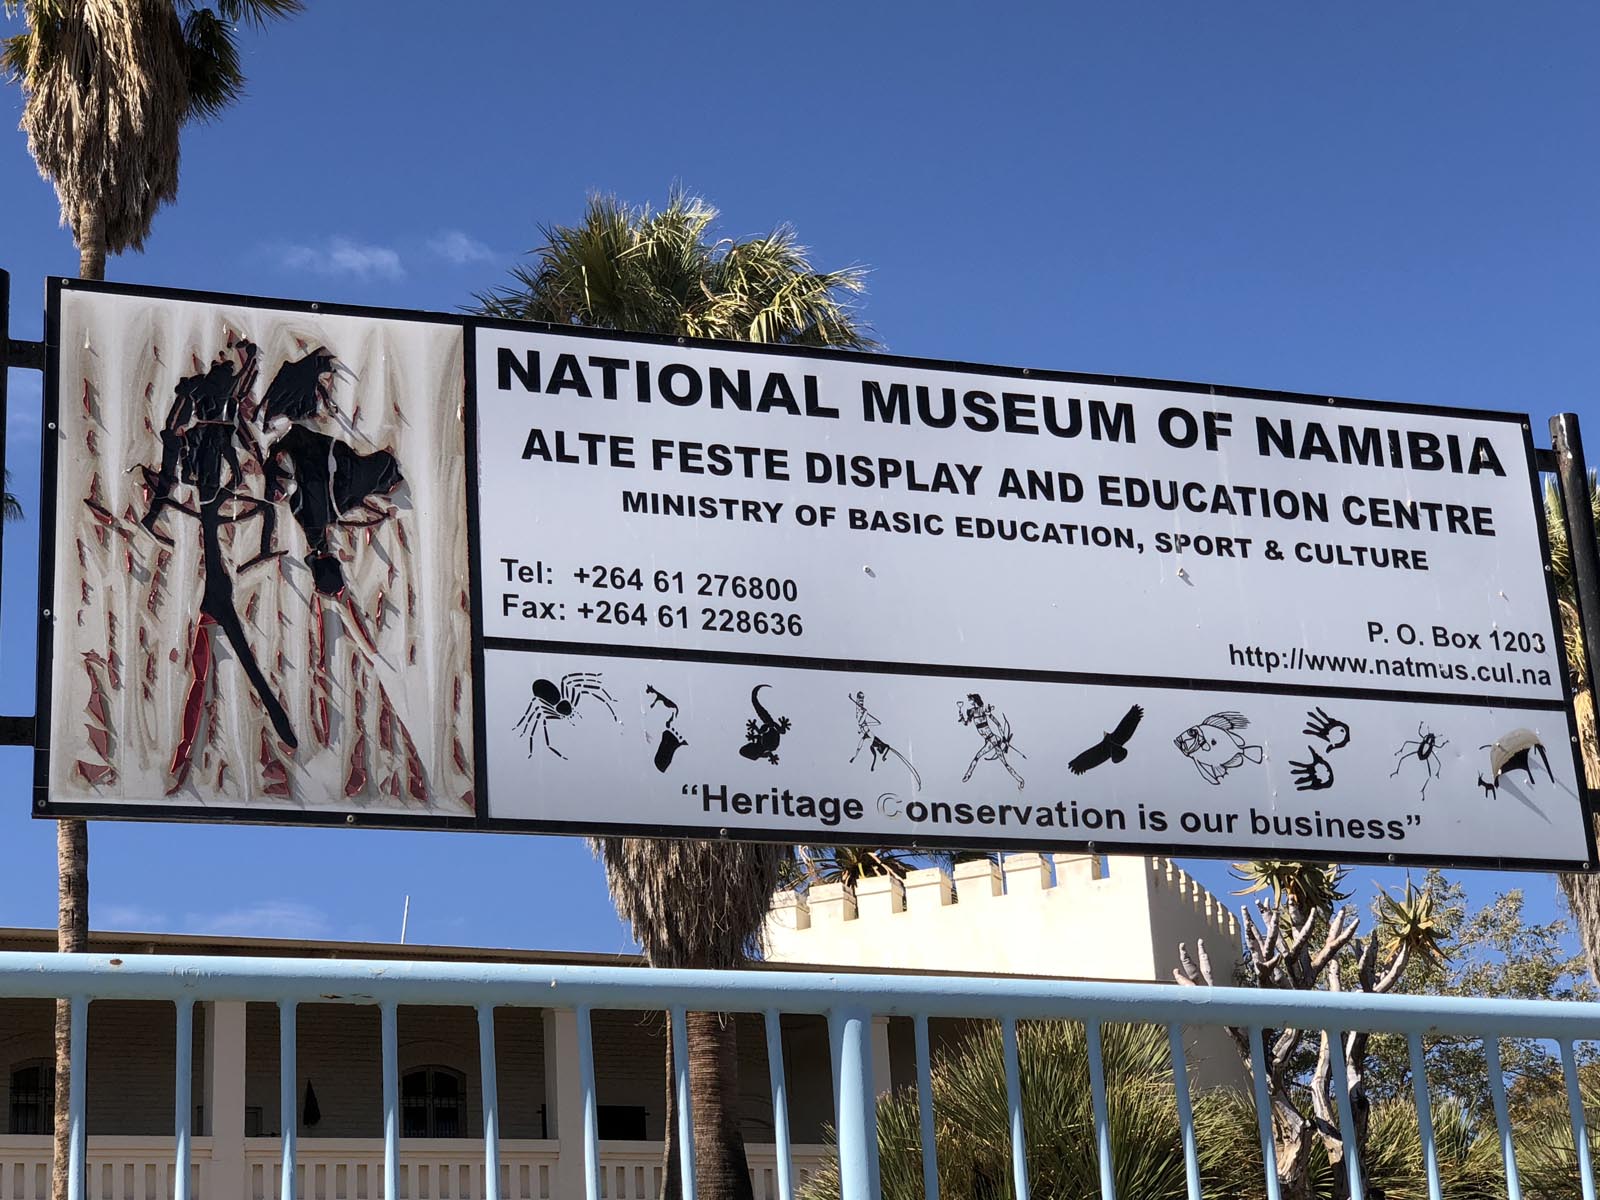 NATIONAL MUSEUM OF NAMIBIA
ALTE FESTE DISPLAY AND EDUCATION CENTRE
MINISTRY OF BASIC EDUCATION, SPORT & CULTURE
Tel: +264 61 276800
Fax: +264 61 228636
P. O. Box 1203
http://www.natmus.cul.na
“Heritage Conservation is our business”